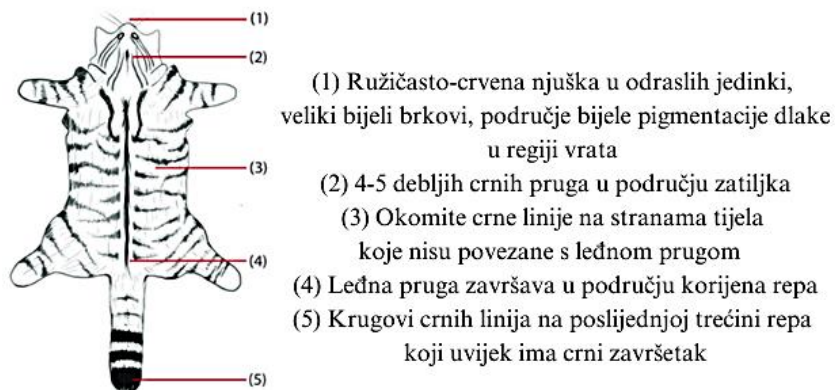 (1)
(2)
(3)
(4)
(5)
(1) Ružičasto-crvena njuška u odraslih jedinki,
veliki bijeli brkovi, područje bijele pigmentacije dlake
u regiji vrata
(2) 4-5 debljih crnih pruga u području zatiljka
(3) Okomite crne linije na stranama tijela
koje nisu povezane s leđnom prugom
(4) Leđna pruga završava u području korijena repa
(5) Krugovi crnih linija na poslijednjoj trećini repa
koji uvijek ima crni završetak